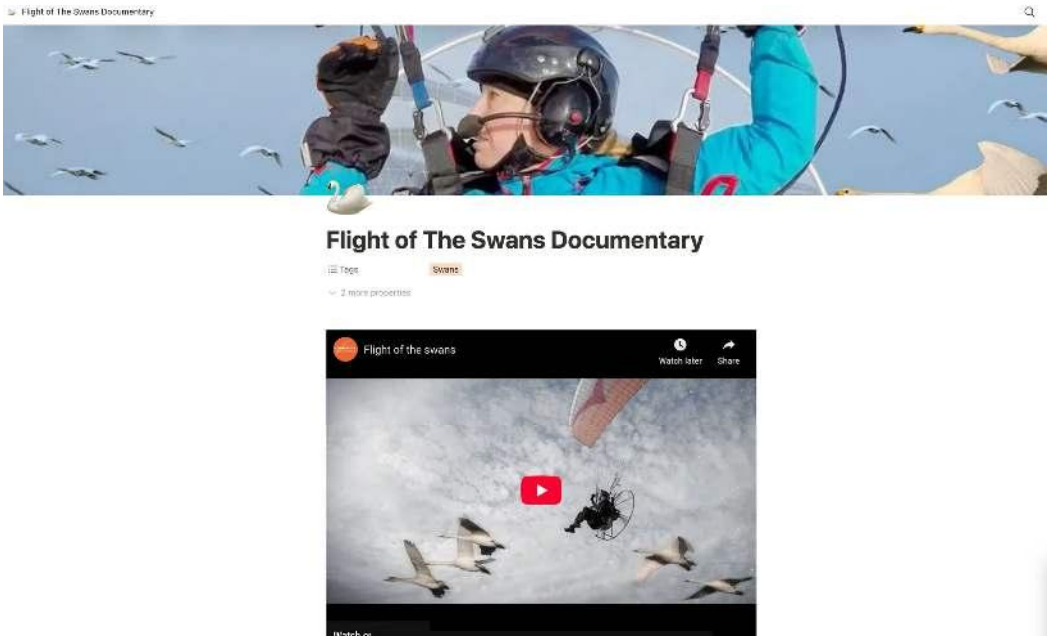 Flight of The Swans Documentary
Flight of The Swans Documentary
Tags Swans
2 more properties
Flight of the swans
Watch later Share
Watch